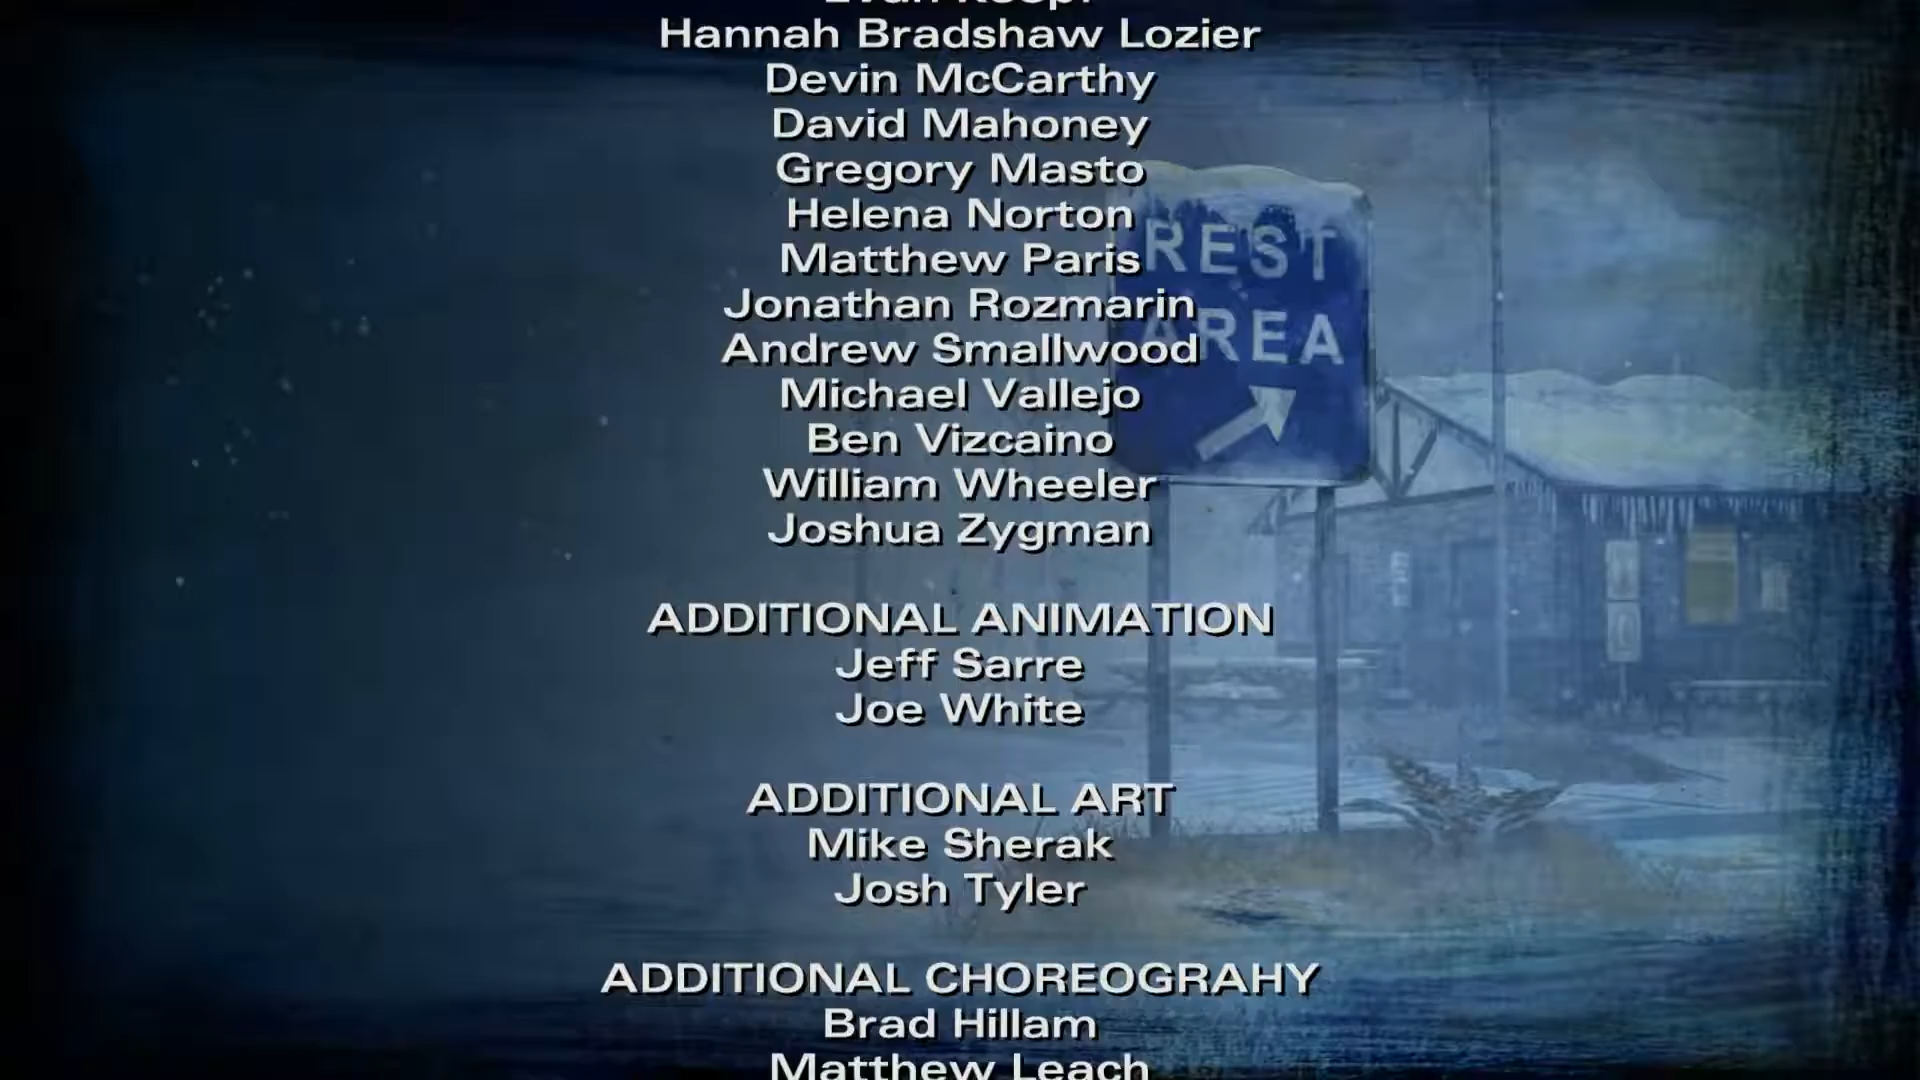 Hannah Bradshaw Lozier
Devin McCarthy
David Mahoney
Gregory Masto
Helena Norton
Matthew Paris
Jonathan Rozmarin
Andrew Smallwood
Michael Vallejo
Ben Vizcaino
William Wheeler
Joshua Zygman
ADDITIONAL ANIMATION
Jeff Sarre
Joe White
ADDITIONAL ART
Mike Sherak
Josh Tyler
ADDITIONAL CHOREOGRAHY
Brad Hillam
Matthew Leach
REST
AREA